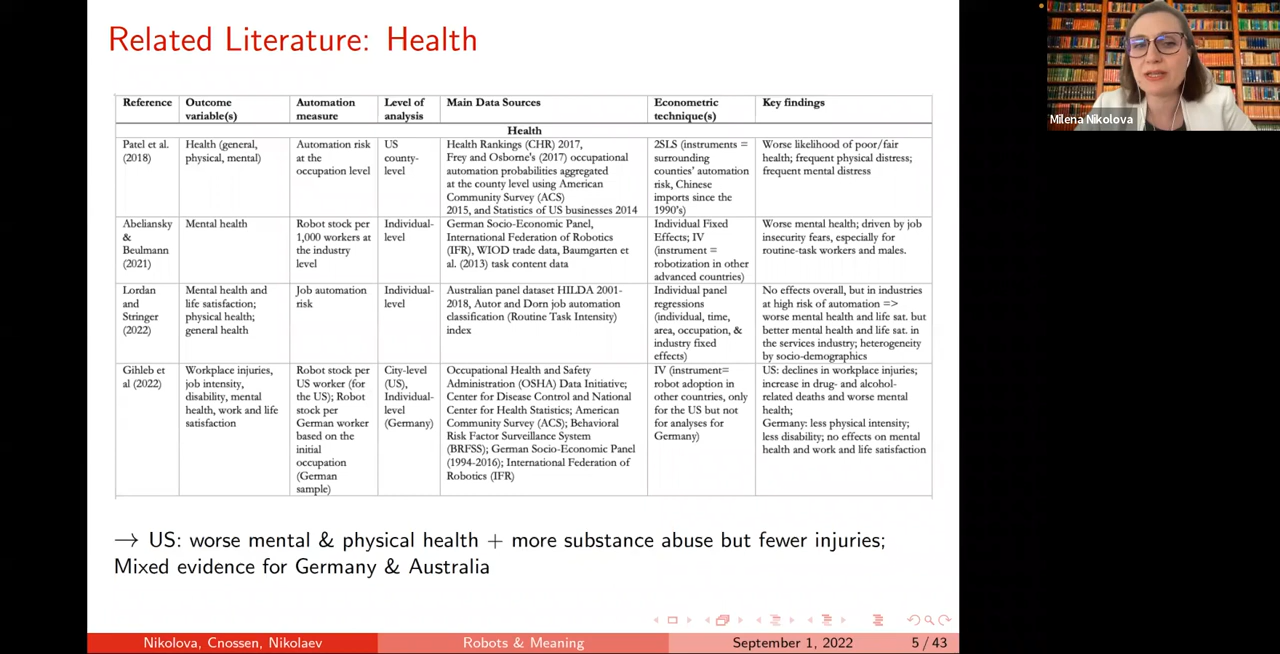 Related Literature: Health
Milena Nikolova
Reference
Outcome
variable(s)
Automation
measure
Level of
analysis
Main Data Sources
Econometric
technique(s)
Key findings
Health
Patel et al.
(2018)
Health (general,
physical, mental)
Automation risk
at the
occupation level
US
county-
level
Health Rankings (CHR) 2017,
Frey and Osborne's (2017) occupational
automation probabilities aggregated
at the county level using American
Community Survey (ACS)
2015, and Statistics of US businesses 2014
2SLS (instruments =
surrounding
counties' automation
risk, Chinese
imports since the
1990's)
Worse likelihood of poor/fair
health; frequent physical distress;
frequent mental distress
Abeliansky
&
Beulmann
(2021)
Mental health
Robot stock per
1,000 workers at
the industry
level
Individual-
level
German Socio-Economic Panel,
International Federation of Robotics
(IFR), WIOD trade data, Baumgarten et
al. (2013) task content data
Individual Fixed
Effects; IV
(instrument =
robotization in other
advanced countries)
Worse mental health; driven by job
insecurity fears, especially for
routine-task workers and males.
Lordan
and
Stringer
(2022)
Mental health and
life satisfaction;
physical health;
general health
Job automation
risk
Individual-
level
Australian panel dataset HILDA 2001-
2018, Autor and Dorn job automation
classification (Routine Task Intensity)
index
Individual panel
regressions
(individual, time,
area, occupation, &
industry fixed
effects)
No effects overall, but in industries
at high risk of automation =>
worse mental health and life sat. but
better mental health and life sat. in
the services industry; heterogeneity
by socio-demographics
Gihleb et
al (2022)
Workplace injuries,
job intensity,
disability, mental
health, work and life
satisfaction
Robot stock per
US worker (for
the US); Robot
stock per
German worker
based on the
initial
occupation
(German
sample)
City-level
(US),
Individual-
level
(Germany)
Occupational Health and Safety
Administration (OSHA) Data Initiative;
Center for Disease Control and National
Center for Health Statistics; American
Community Survey (ACS); Behavioral
Risk Factor Surveillance System
(BRFSS); German Socio-Economic Panel
(1994-2016); International Federation of
Robotics (IFR)
IV (instrument=
robot adoption in
other countries, only
for the US but not
for analyses for
Germany)
US: declines in workplace injuries;
increase in drug- and alcohol-
related deaths and worse mental
health;
Germany: less physical intensity;
less disability; no effects on mental
health and work and life satisfaction
→ US: worse mental & physical health + more substance abuse but fewer injuries;
Mixed evidence for Germany & Australia
Nikolova, Cnossen, Nikolaev
Robots & Meaning
September 1, 2022
5 / 43